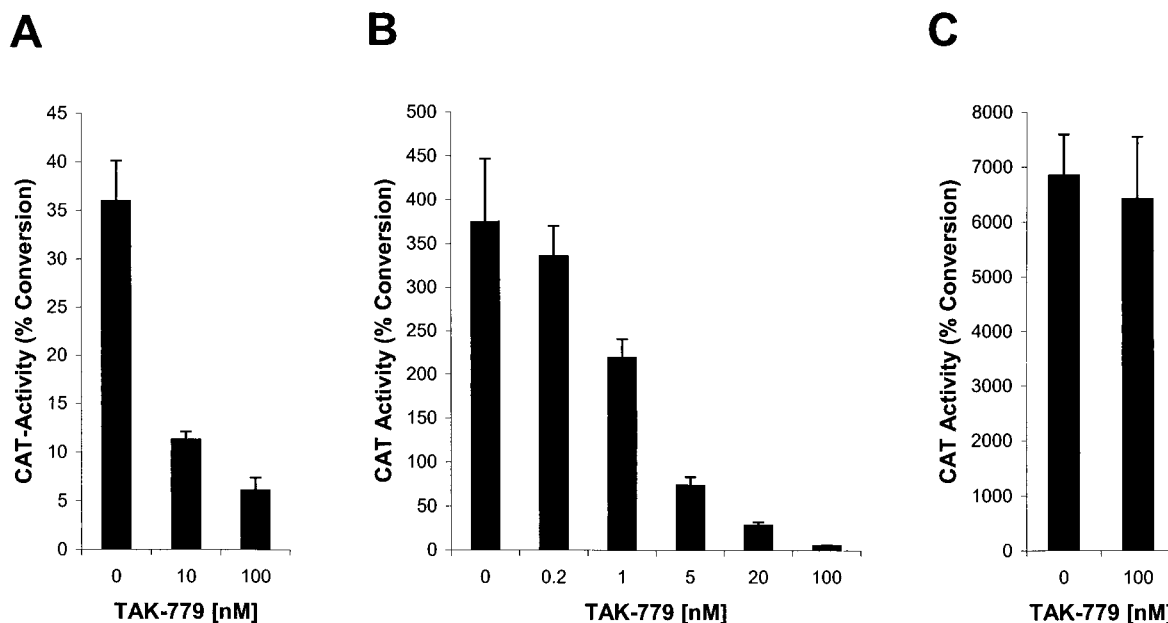 A
B
C
CAT-Activity (% Conversion)
45
40
35
30
25
20
15
10
5
0
0 10 100
TAK-779 [nM]
CAT Activity (% Conversion)
500
450
400
350
300
250
200
150
100
50
0
0 0.2 1 5 20 100
TAK-779 [nM]
CAT Activity (% Conversion)
8000
7000
6000
5000
4000
3000
2000
1000
0
0 100
TAK-779 [nM]